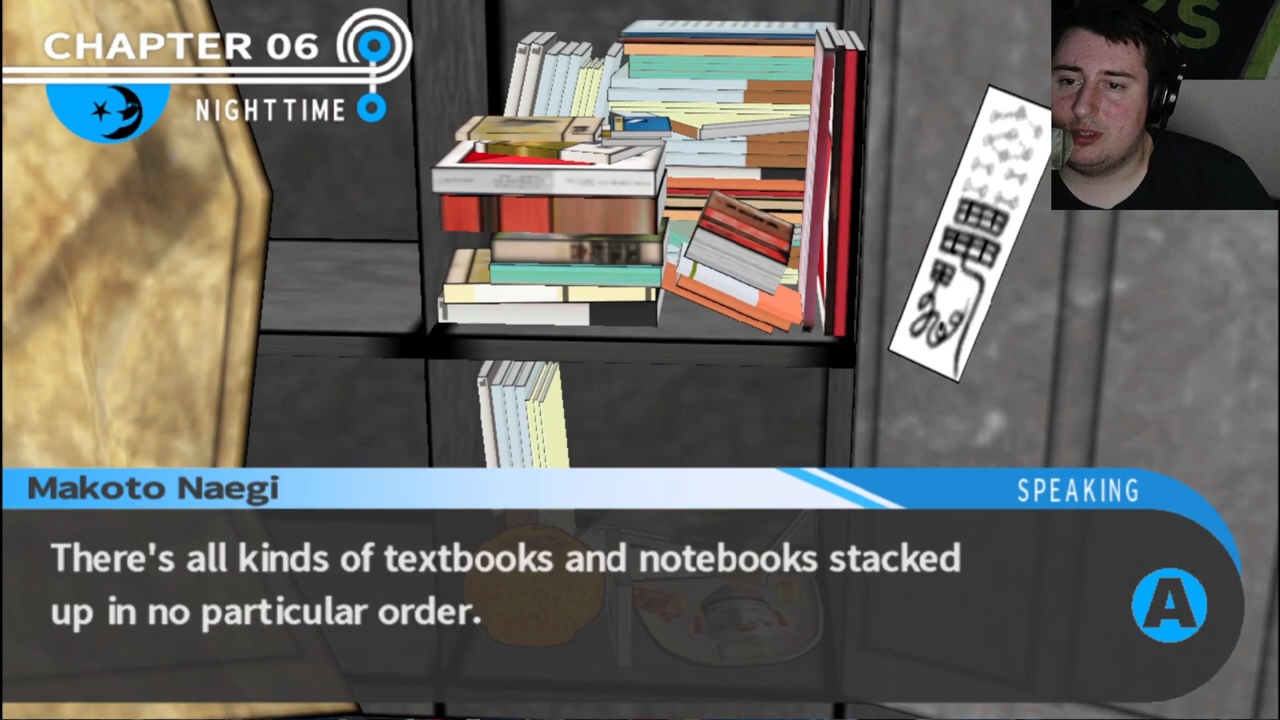 CHAPTER 06
NIGHTTIME
Makoto Naegi
SPEAKING
There's all kinds of textbooks and notebooks stacked
up in no particular order.
A